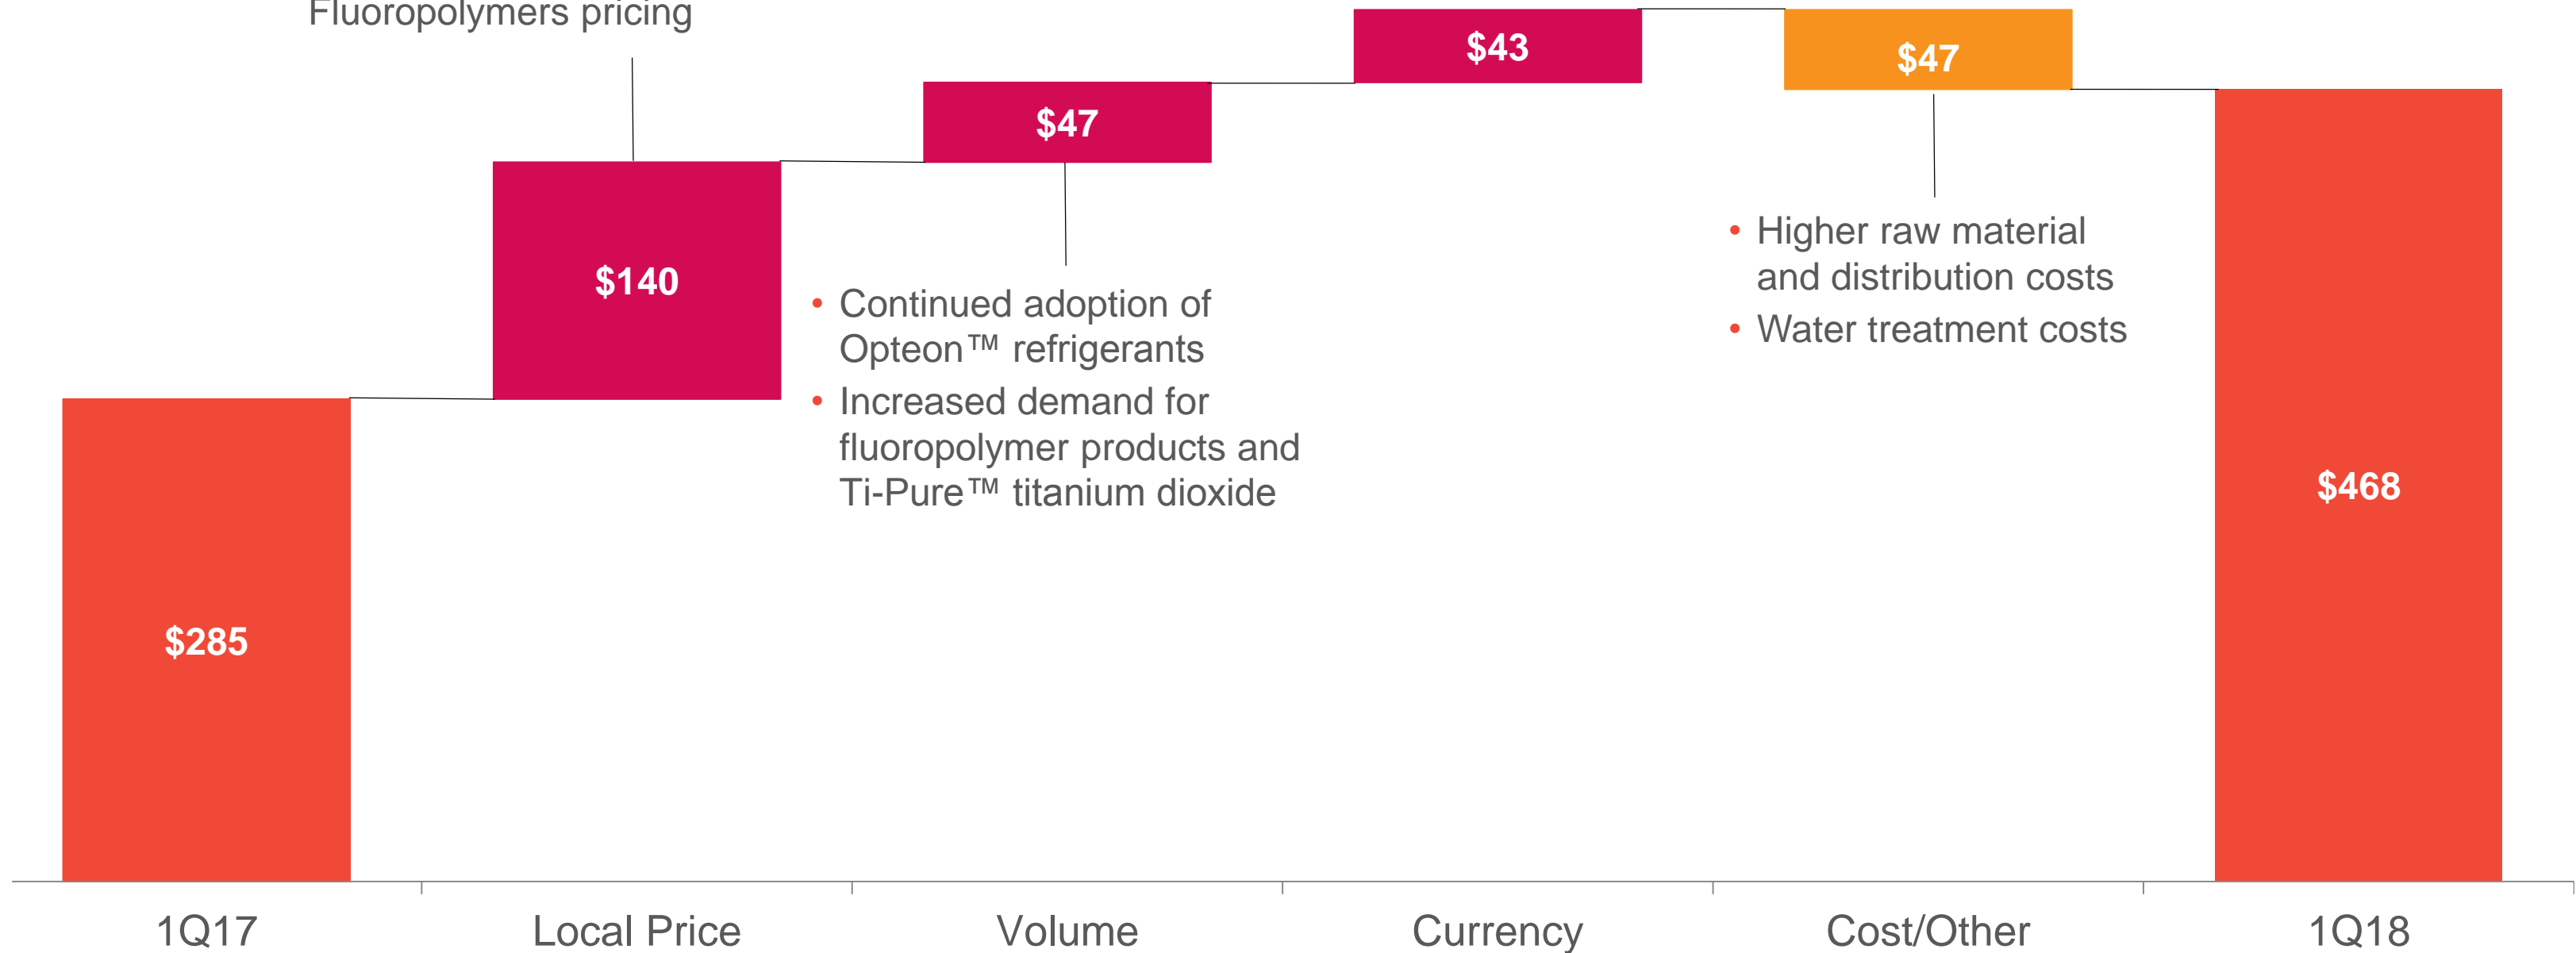 Fluoropolymers pricing
$43
$47
$47
$140
• Higher raw material
and distribution costs
• Water treatment costs
• Continued adoption of
Opteon™ refrigerants
• Increased demand for
fluoropolymer products and
Ti-Pure™ titanium dioxide
$468
$285
1Q17
Local Price
Volume
Currency
Cost/Other
1Q18